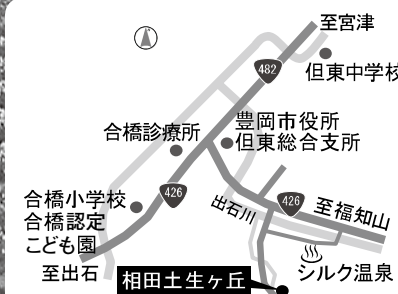 至宮津
482
但東中学校
豊岡市役所
但東総合支所
合橋診療所
426
426
合橋小学校
合橋認定
こども園
出石川
至福知山
至出石
シルク温泉
相田土生ヶ丘